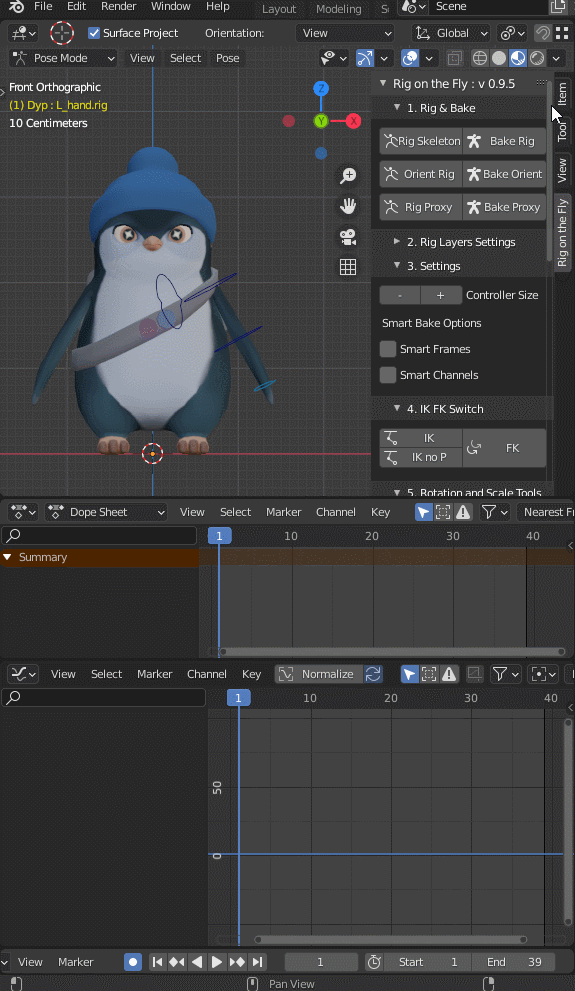 File Edit Render Window Layout Modeling Scene
Surface Project Orientation: View Global
Pose Mode View Select Pose
Front Orthographic
(1) Dyp : L_hand.rig
10 Centimeters
Z
Y
X
Rig on the Fly : v 0.9.5
1. Rig & Bake
Rig Skeleton Bake Rig
Orient Rig Bake Orient
Rig Proxy Bake Proxy
2. Rig Layers Settings
3. Settings
- + Controller Size
Smart Bake Options
Smart Frames
Smart Channels
4. IK FK Switch
IK
IK no P
FK
5. Rotation and Scale Tools
Item
Tool
View
Rig on the Fly
Dope Sheet View Select Marker Channel Key Nearest
1 10 20 30 40
Summary
View Select Marker Channel Key Normalize
1 10 20 30 40
50
0
View Marker 1 Start 1 End 39
Pan View